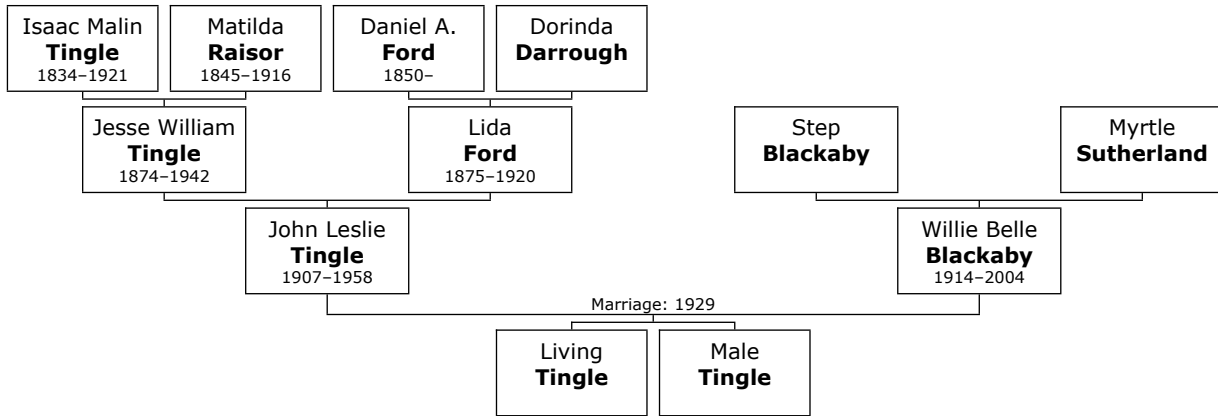 Isaac Malin
Tingle
1834–1921
Matilda
Raisor
1845–1916
Daniel A.
Ford
1850–
Dorinda
Darrough
Jesse William
Tingle
1874–1942
Lida
Ford
1875–1920
Step
Blackaby
Myrtle
Sutherland
John Leslie
Tingle
1907–1958
Willie Belle
Blackaby
1914–2004
Marriage: 1929
Living
Tingle
Male
Tingle